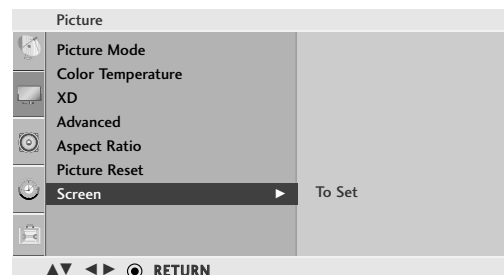 Picture
Picture Mode
Color Temperature
XD
Advanced
Aspect Ratio
Picture Reset
Screen ► To Set
▲▼ ◄► ◉ RETURN